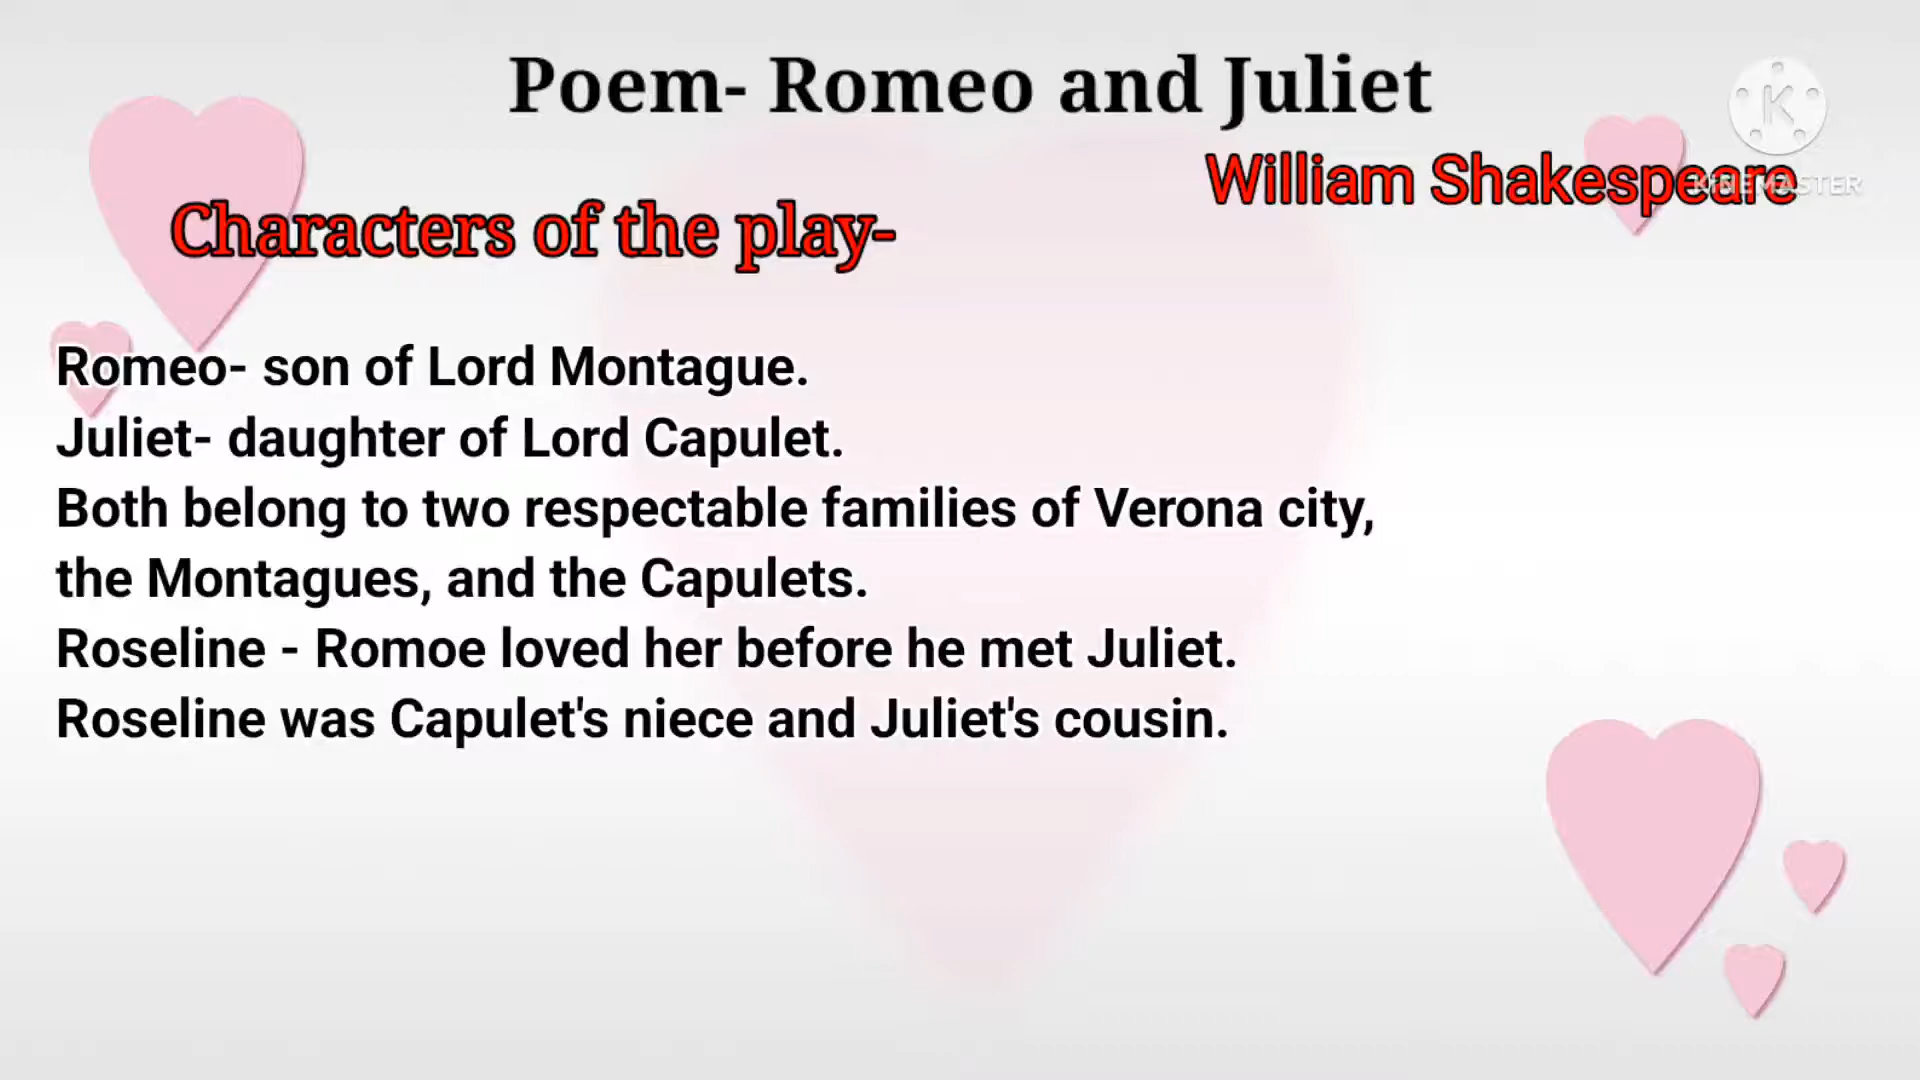 Poem- Romeo and Juliet
William Shakespeare
KINEMASTER
Characters of the play-
Romeo- son of Lord Montague.
Juliet- daughter of Lord Capulet.
Both belong to two respectable families of Verona city,
the Montagues, and the Capulets.
Roseline - Romoe loved her before he met Juliet.
Roseline was Capulet's niece and Juliet's cousin.